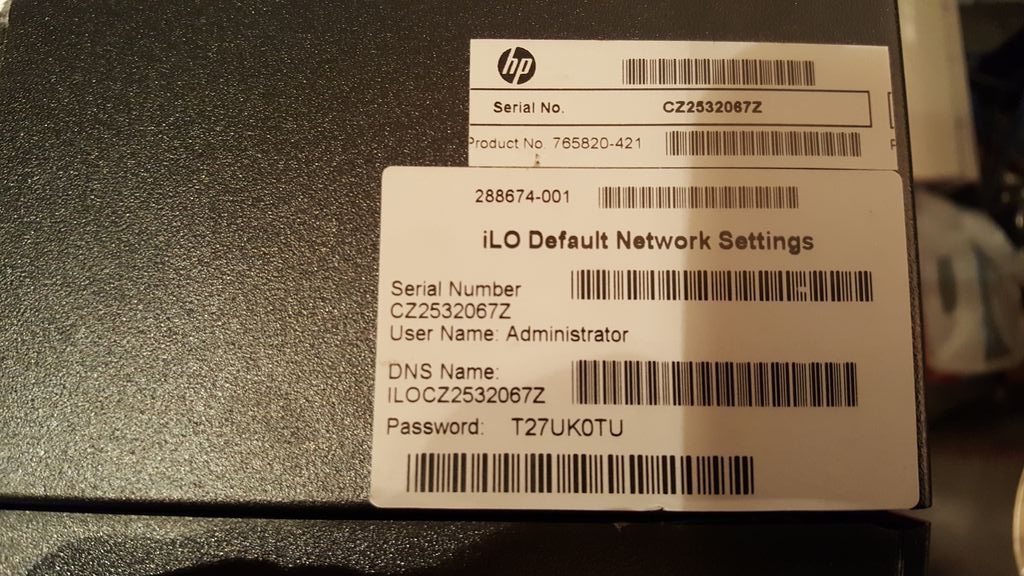 hp
Serial No. CZ2532067Z
Product No. 765820-421
288674-001
iLO Default Network Settings
Serial Number
CZ2532067Z
User Name: Administrator
DNS Name:
ILOCZ2532067Z
Password: T27UK0TU